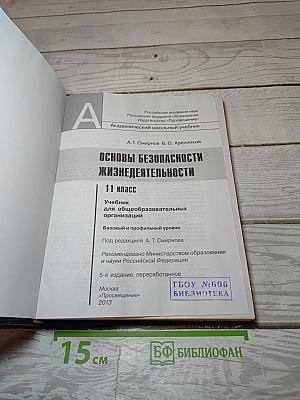 А
Российская академия наук
Российская академия образования
Издательство «Просвещение»
Академический школьный учебник
А. Т. Смирнов Б. О. Хренников
ОСНОВЫ БЕЗОПАСНОСТИ
ЖИЗНЕДЕЯТЕЛЬНОСТИ
11 класс
Учебник
для общеобразовательных
организаций
Базовый и профильный уровни
Под редакцией А. Т. Смирнова
Рекомендовано Министерством образования
и науки Российской Федерации
5-е издание, переработанное
Москва
«Просвещение»
2013
ГБОУ №606
БИБЛИОТЕКА
15 см
БФ БИБЛИОФАН